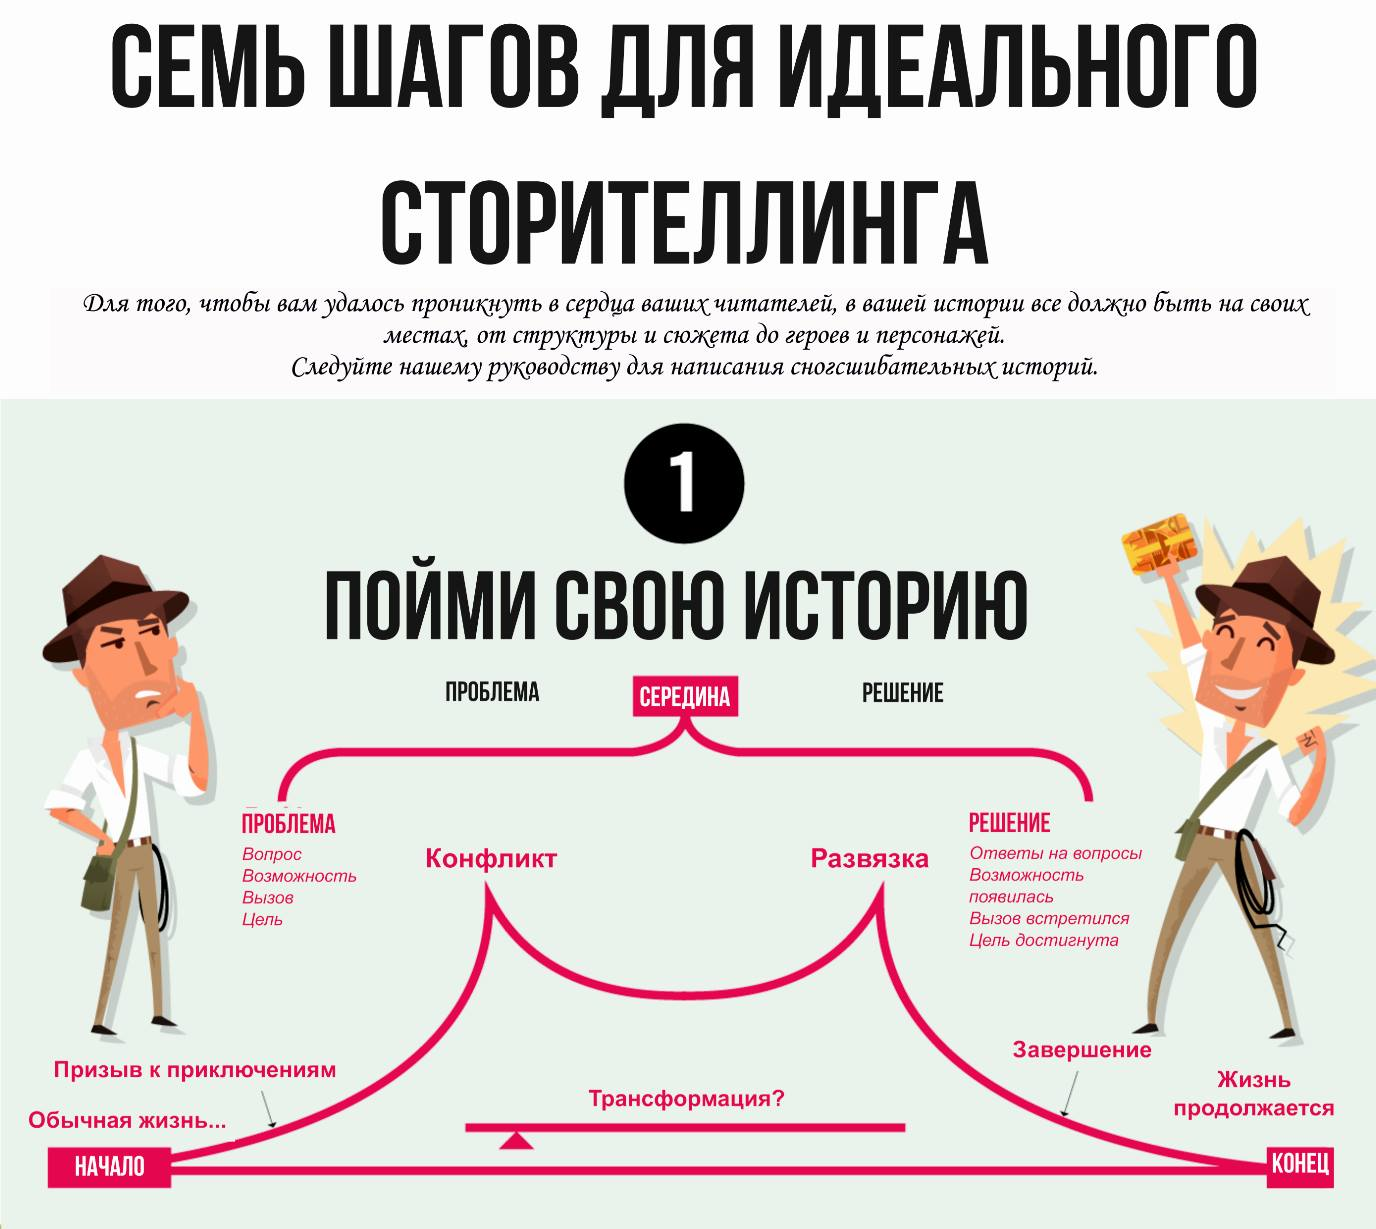 СЕМЬ ШАГОВ ДЛЯ ИДЕАЛЬНОГО
СТОРИТЕЛЛИНГА
Для того, чтобы вам удалось проникнуть в сердца ваших читателей, в вашей истории все должно быть на своих
местах, от структуры и сюжета до героев и персонажей.
Следуйте нашему руководству для написания сногсшибательных историй.
1
ПОЙМИ СВОЮ ИСТОРИЮ
ПРОБЛЕМА
СЕРЕДИНА
РЕШЕНИЕ
ПРОБЛЕМА
Вопрос
Возможность
Вызов
Цель
Конфликт
Развязка
РЕШЕНИЕ
Ответы на вопросы
Возможность
появилась
Вызов встретился
Цель достигнута
Призыв к приключениям
Обычная жизнь...
НАЧАЛО
Трансформация?
Завершение
Жизнь
продолжается
КОНЕЦ